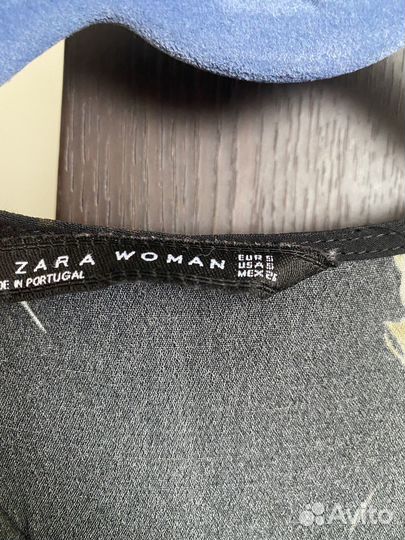 ZARA WOMAN
DE IN PORTUGAL
EUR S
USA S
MEX 26
Avito